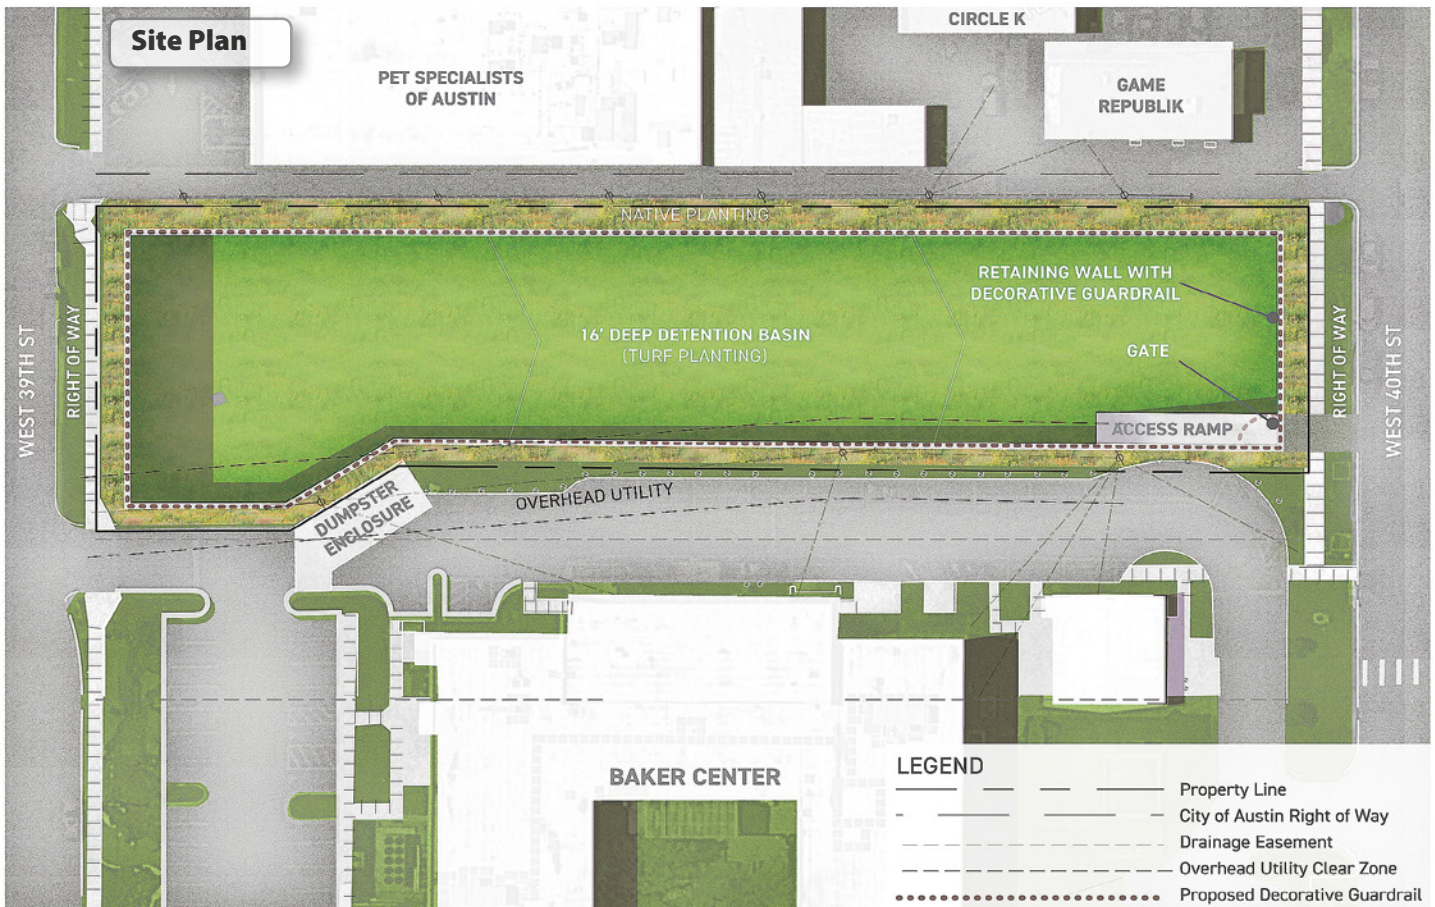 Site Plan
CIRCLE K
PET SPECIALISTS
OF AUSTIN
GAME
REPUBLIK
NATIVE PLANTING
RETAINING WALL WITH
DECORATIVE GUARDRAIL
16' DEEP DETENTION BASIN
(TURF PLANTING)
GATE
ACCESS RAMP
WEST 39TH ST
RIGHT OF WAY
RIGHT OF WAY
WEST 40TH ST
OVERHEAD UTILITY
DUMPSTER
ENCLOSURE
BAKER CENTER
LEGEND
Property Line
City of Austin Right of Way
Drainage Easement
Overhead Utility Clear Zone
Proposed Decorative Guardrail